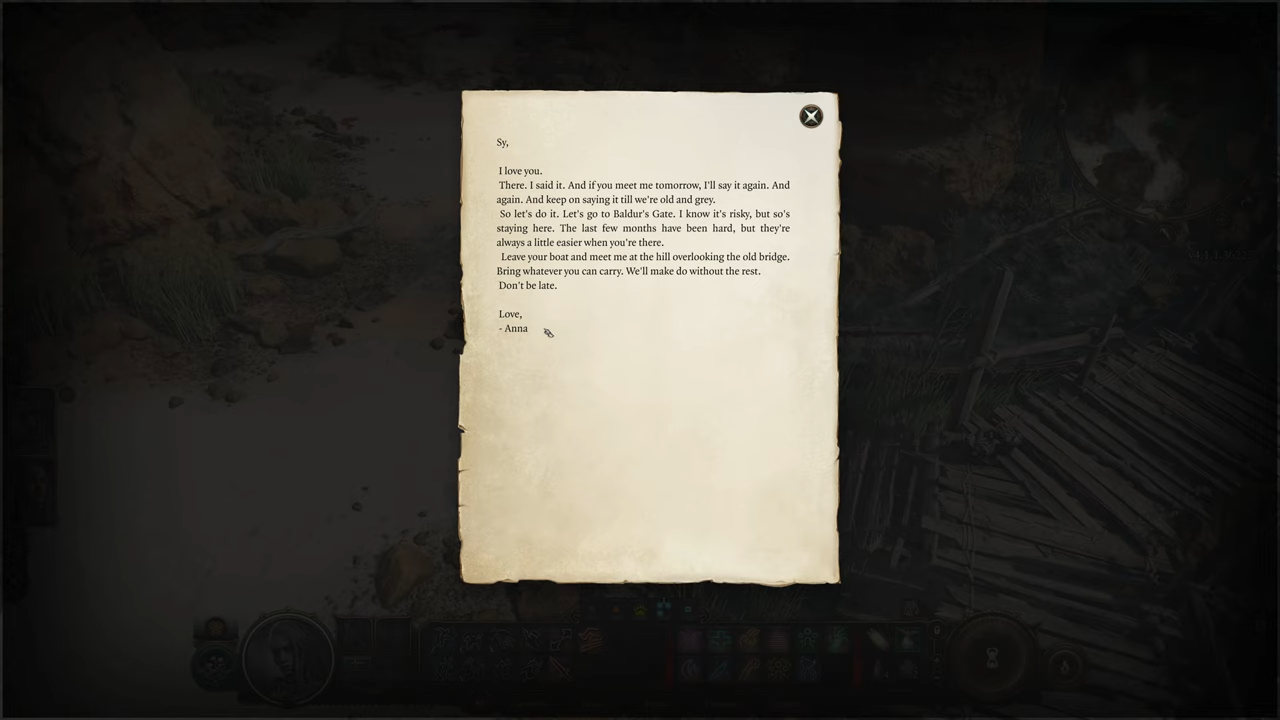 Sy,
I love you.
There. I said it. And if you meet me tomorrow, I'll say it again. And
again. And keep on saying it till we're old and grey.
So let's do it. Let's go to Baldur's Gate. I know it's risky, but so's
staying here. The last few months have been hard, but they're
always a little easier when you're there.
Leave your boat and meet me at the hill overlooking the old bridge.
Bring whatever you can carry. We'll make do without the rest.
Don't be late.
Love,
- Anna